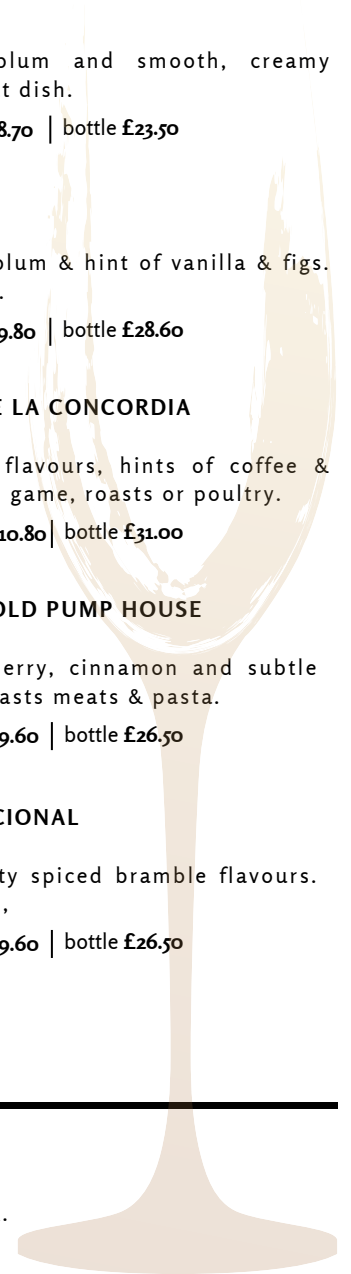 plum and smooth, creamy
t dish.
8.70 | bottle £23.50
plum & hint of vanilla & figs.
.
9.80 | bottle £28.60
E LA CONCORDIA
flavours, hints of coffee &
game, roasts or poultry.
10.80 | bottle £31.00
OLD PUMP HOUSE
erry, cinnamon and subtle
asts meats & pasta.
9.60 | bottle £26.50
CIONAL
ty spiced bramble flavours.
,
9.60 | bottle £26.50
.